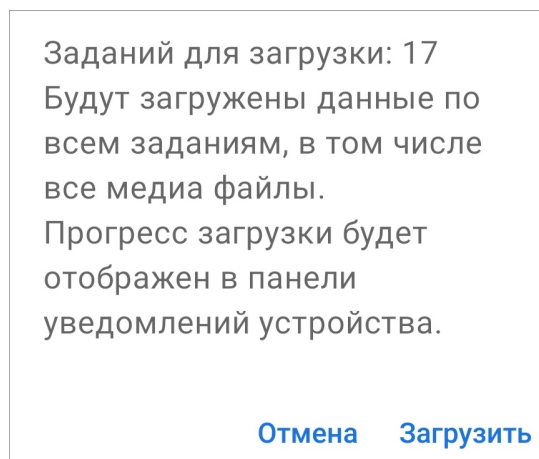 Заданий для загрузки: 17
Будут загружены данные по
всем заданиям, в том числе
все медиа файлы.
Прогресс загрузки будет
отображен в панели
уведомлений устройства.
Отмена Загрузить